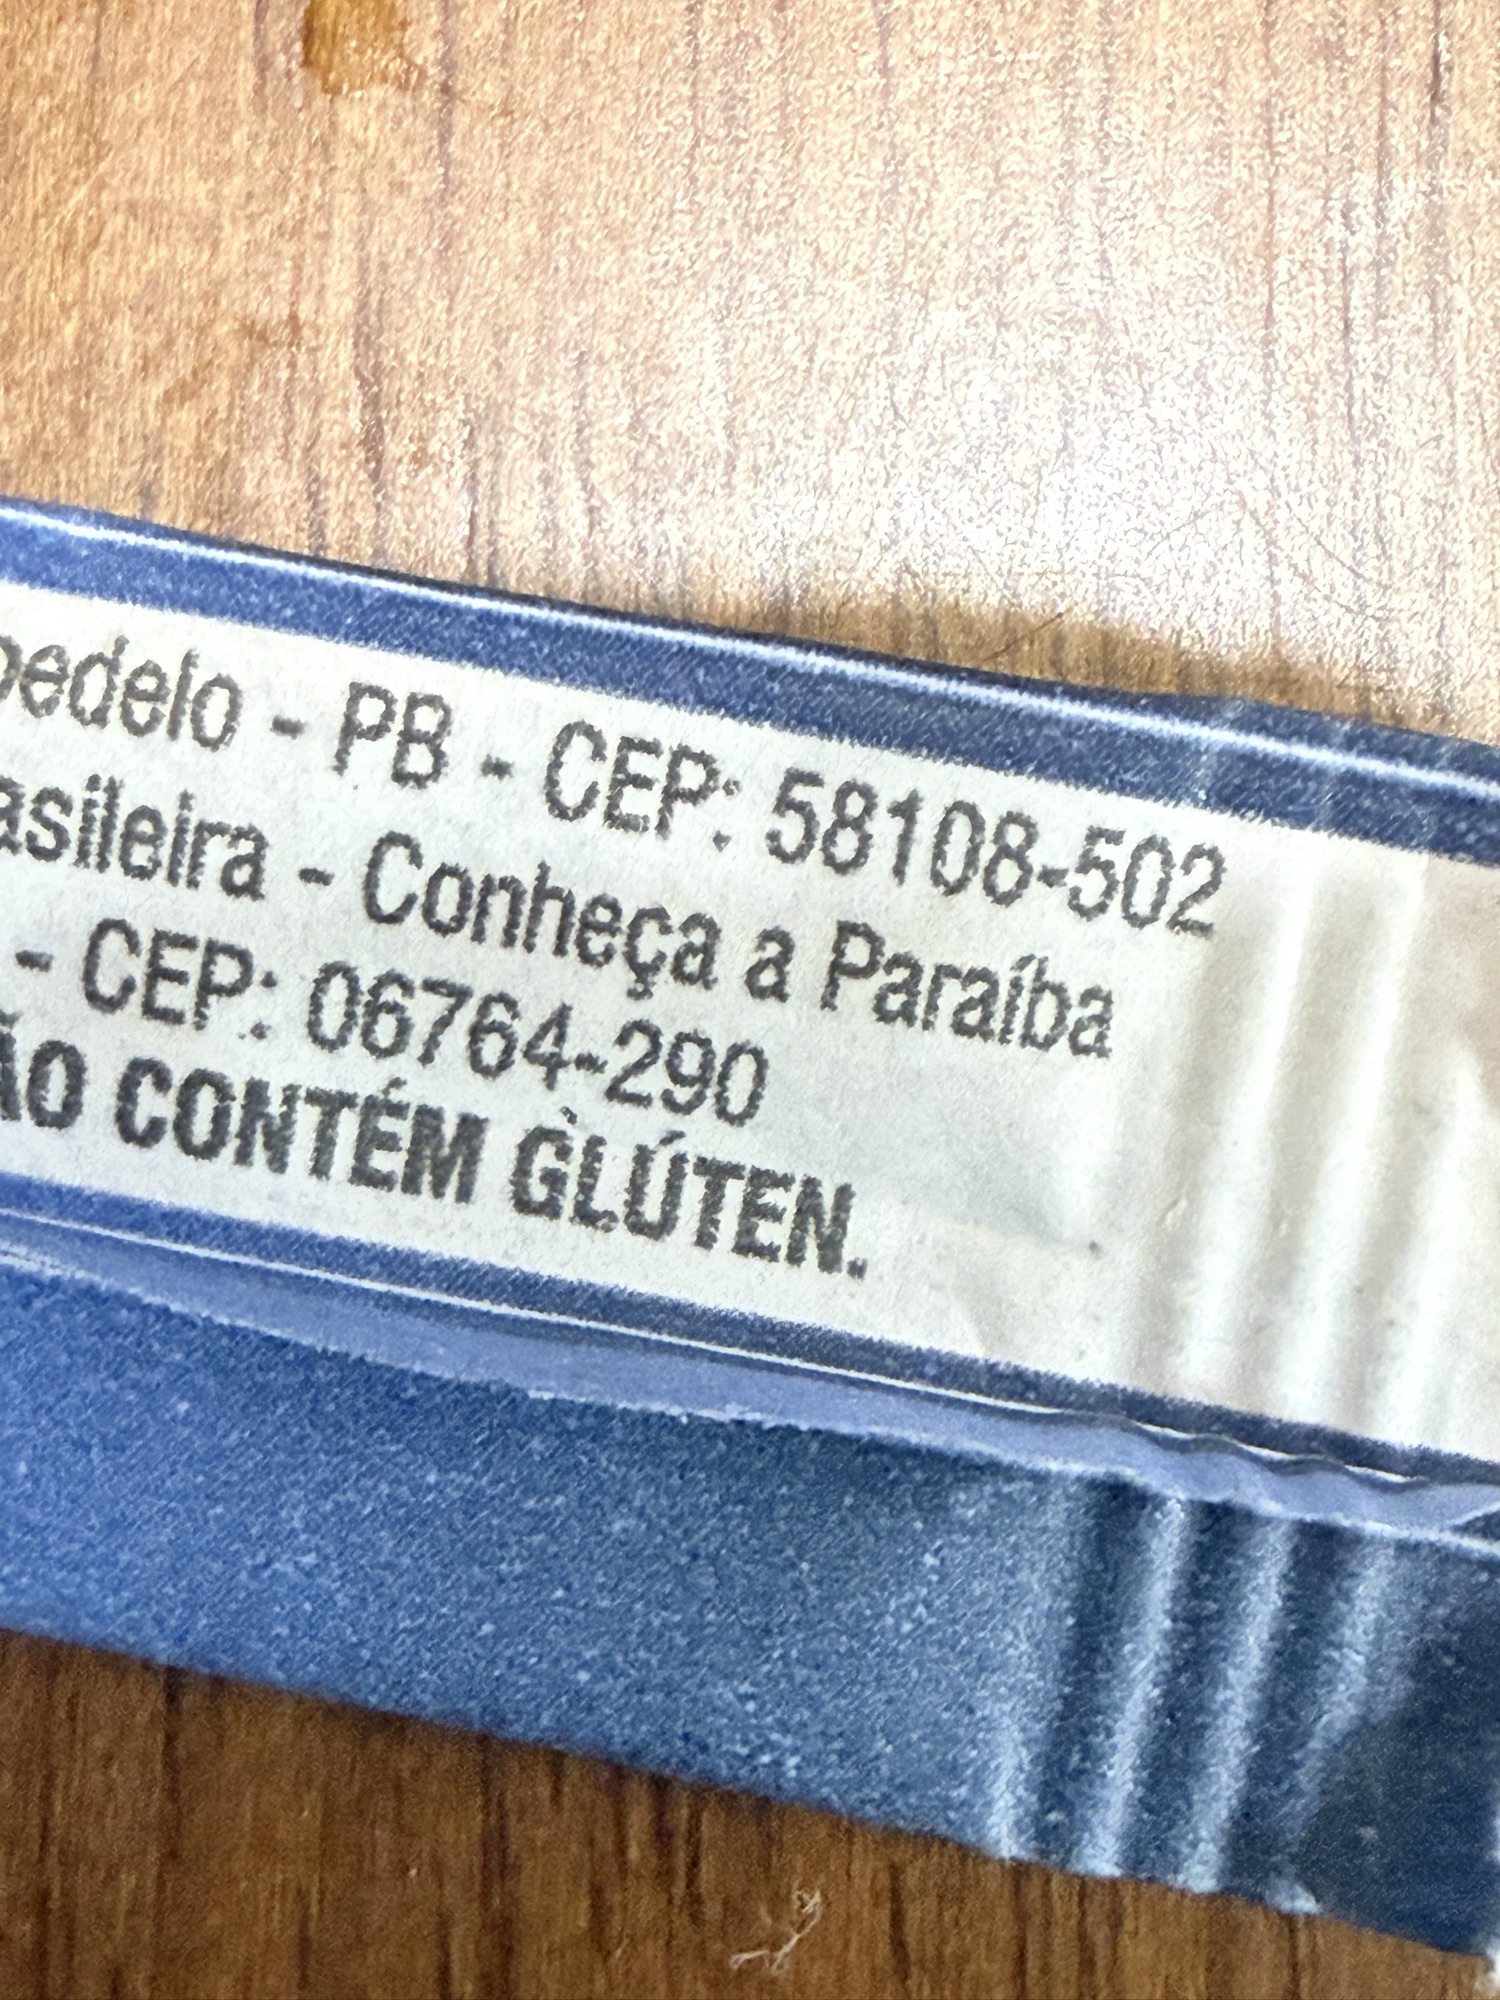 pedelo - PB - CEP: 58108-502
asileira - Conheça a Paraíba
- CEP: 06764-290
ÃO CONTÉM GLÚTEN.